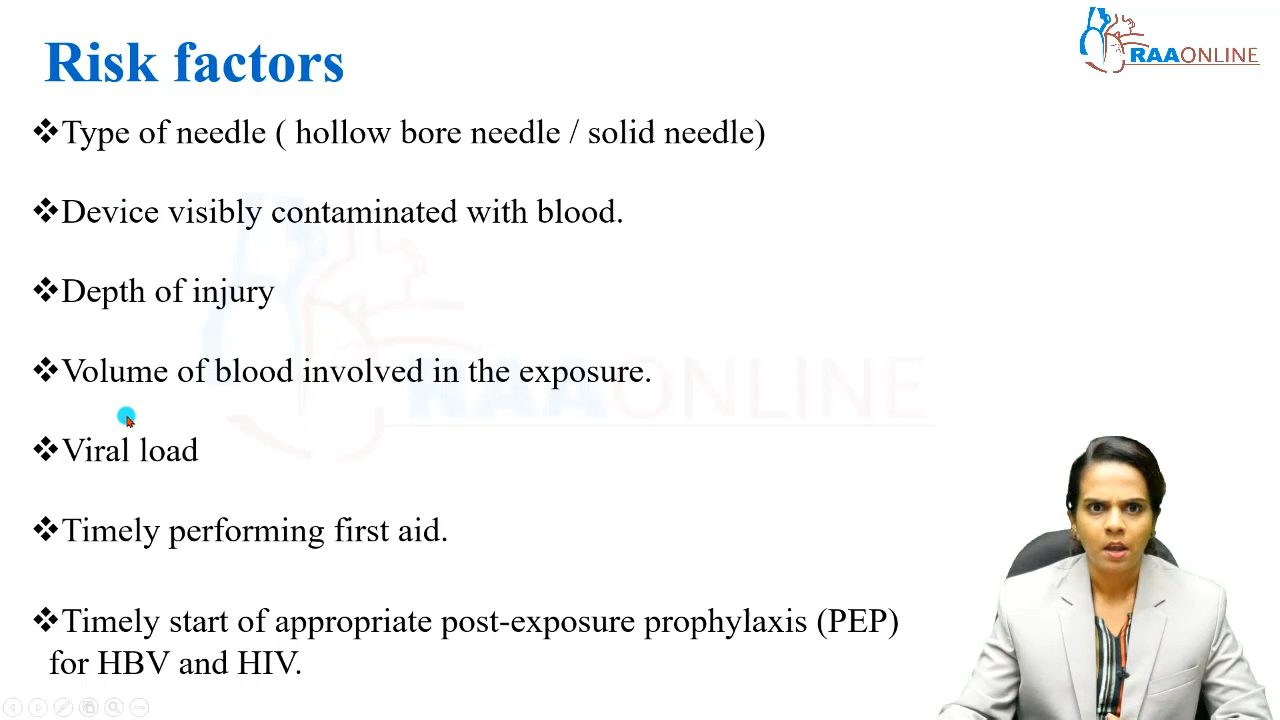 Risk factors
RAAONLINE
❖Type of needle ( hollow bore needle / solid needle)
❖Device visibly contaminated with blood.
❖Depth of injury
❖Volume of blood involved in the exposure.
RAAONLINE
❖Viral load
❖Timely performing first aid.
❖Timely start of appropriate post-exposure prophylaxis (PEP)
for HBV and HIV.